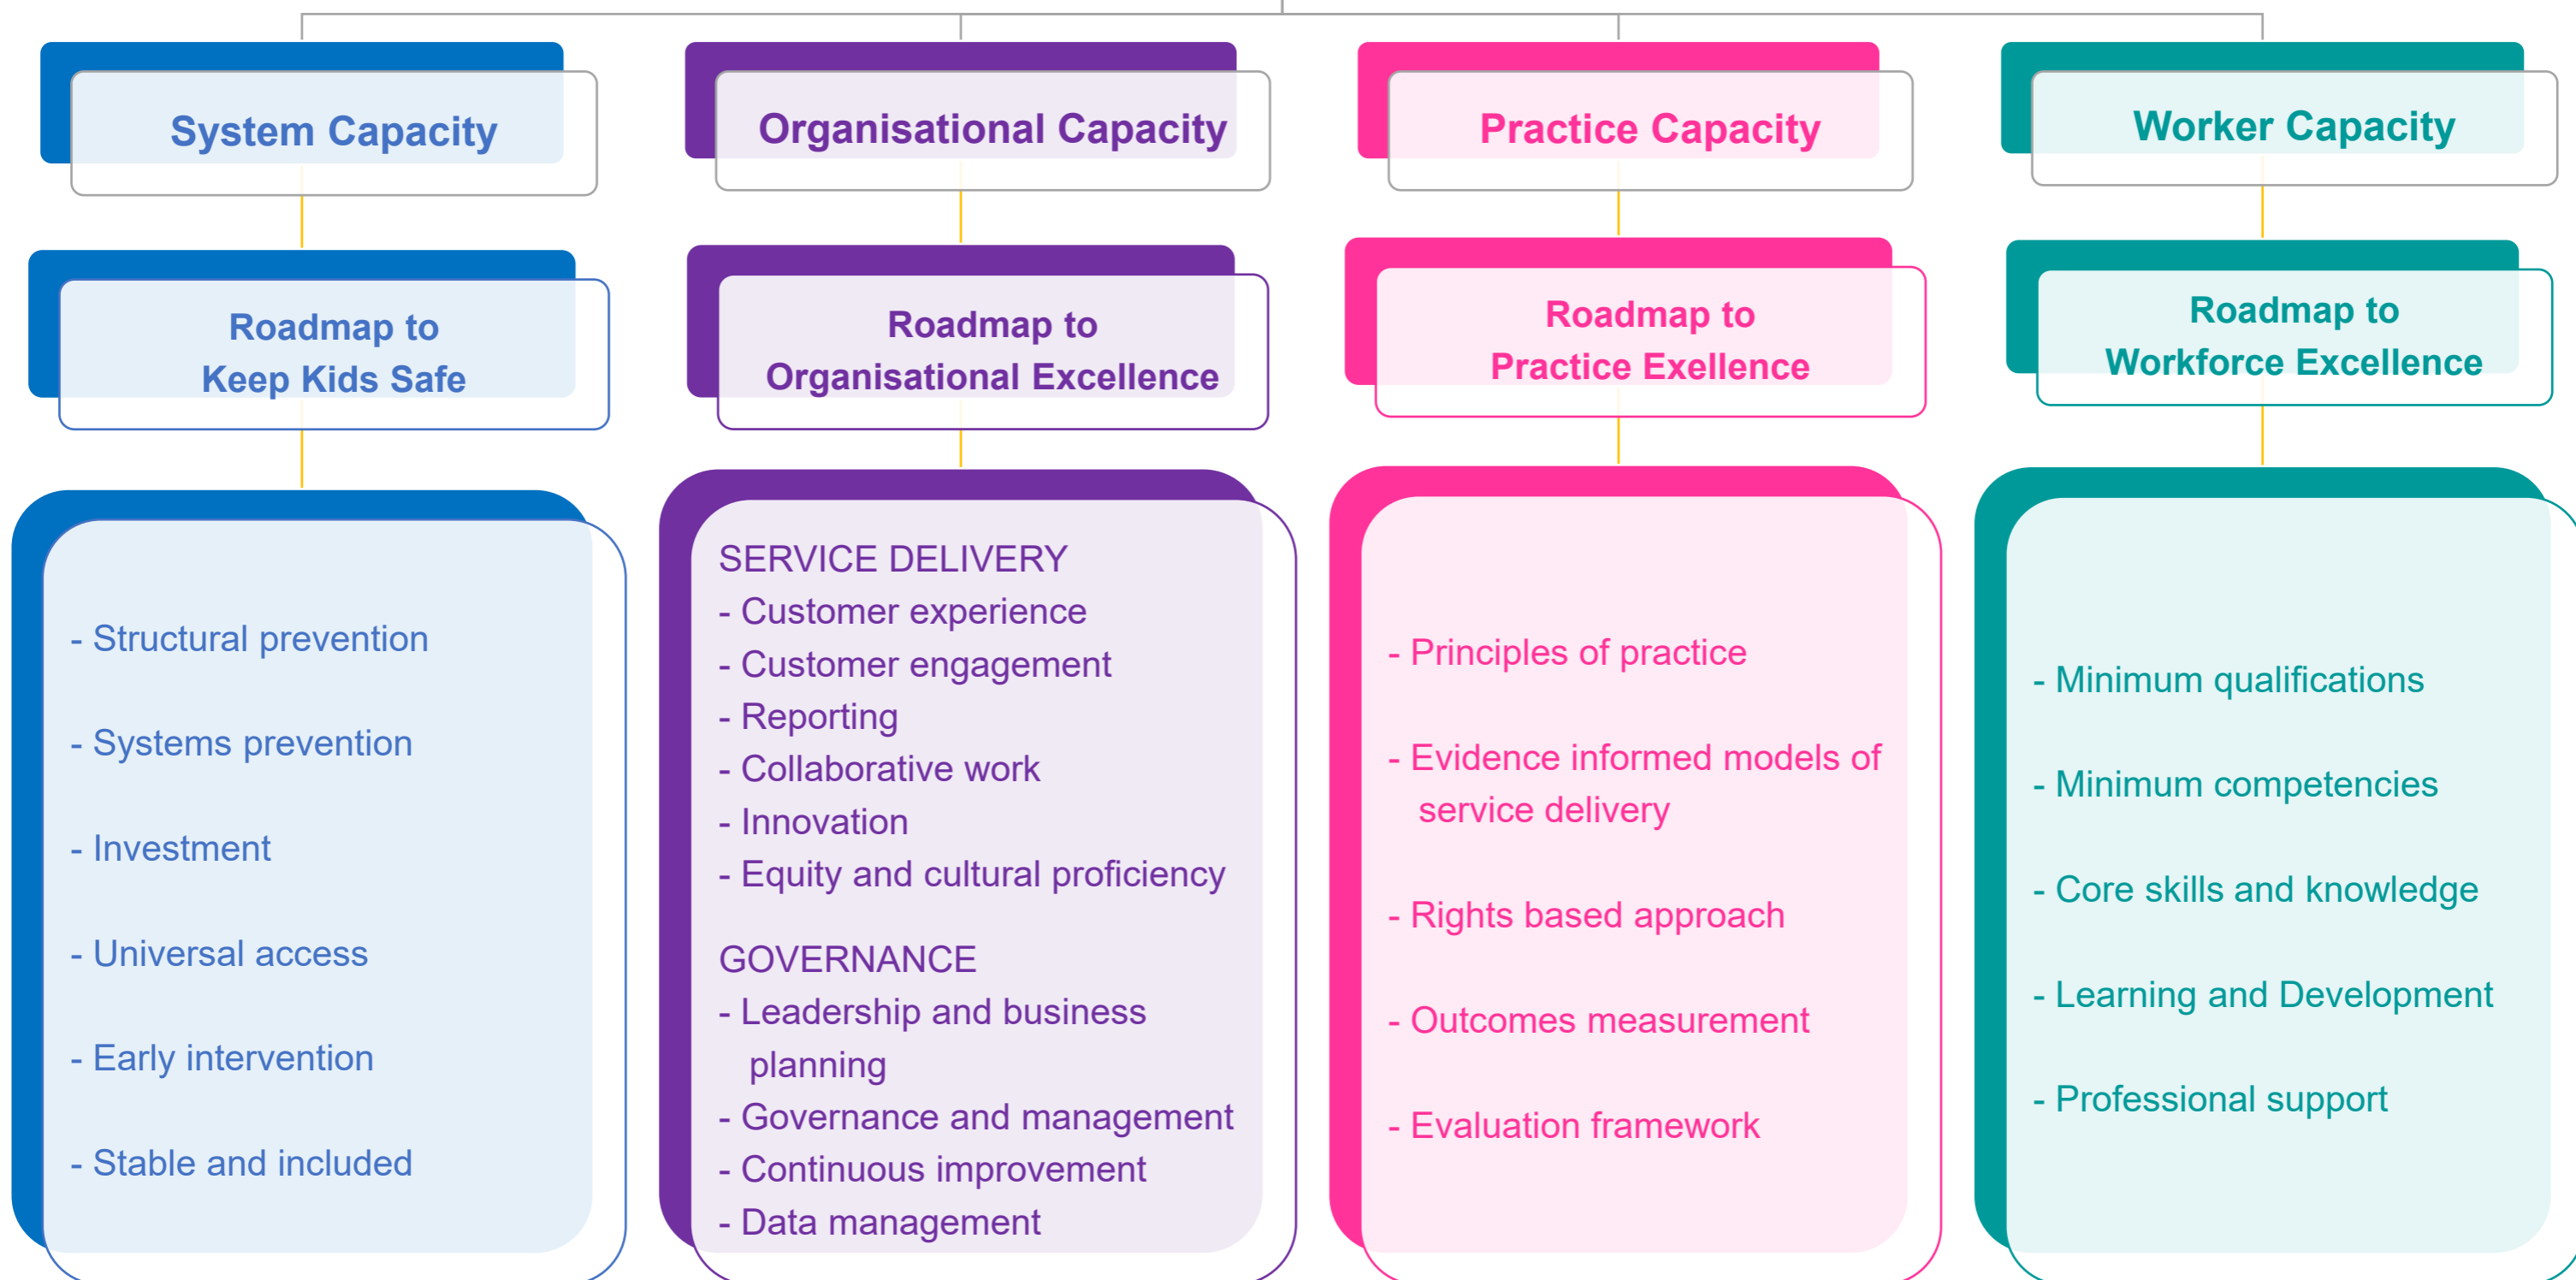 System Capacity
Roadmap to
Keep Kids Safe
- Structural prevention
- Systems prevention
- Investment
- Universal access
- Early intervention
- Stable and included
Organisational Capacity
Roadmap to
Organisational Excellence
SERVICE DELIVERY
- Customer experience
- Customer engagement
- Reporting
- Collaborative work
- Innovation
- Equity and cultural proficiency
GOVERNANCE
- Leadership and business
planning
- Governance and management
- Continuous improvement
- Data management
Practice Capacity
Roadmap to
Practice Exellence
- Principles of practice
- Evidence informed models of
service delivery
- Rights based approach
- Outcomes measurement
- Evaluation framework
Worker Capacity
Roadmap to
Workforce Excellence
- Minimum qualifications
- Minimum competencies
- Core skills and knowledge
- Learning and Development
- Professional support